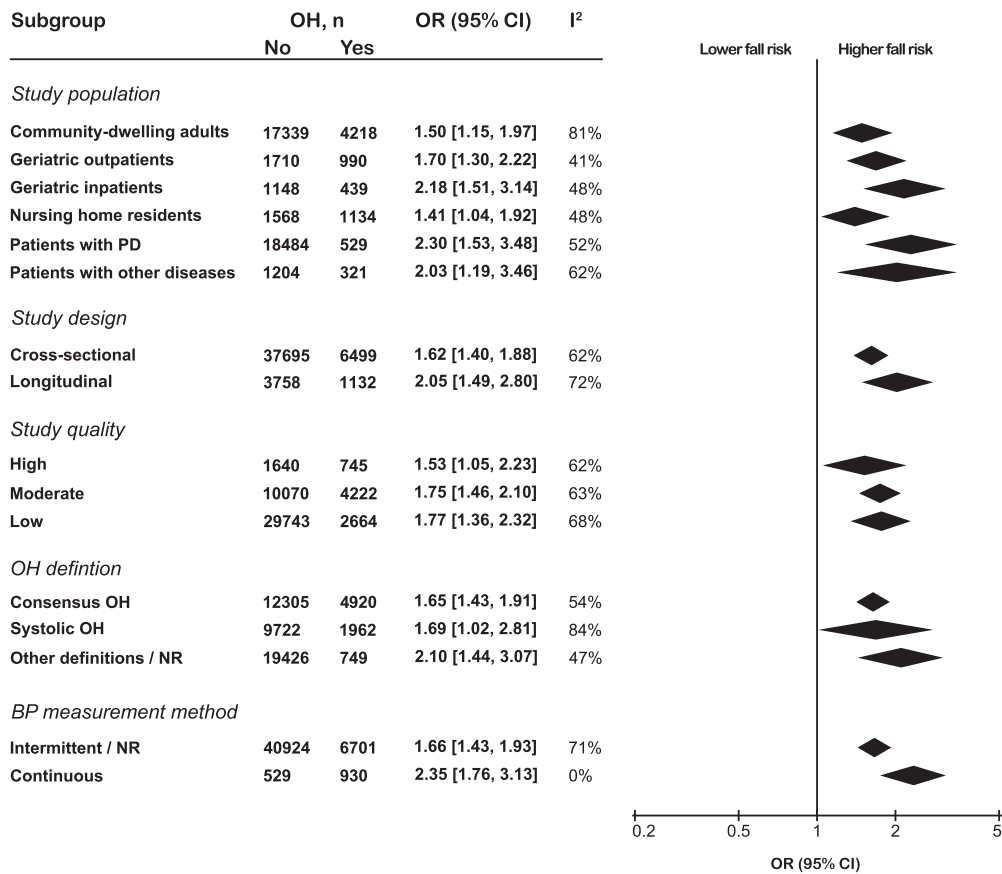 Subgroup OH, n OR (95% CI) I²
No Yes Lower fall risk Higher fall risk
Study population
Community-dwelling adults 17339 4218 1.50 [1.15, 1.97] 81%
Geriatric outpatients 1710 990 1.70 [1.30, 2.22] 41%
Geriatric inpatients 1148 439 2.18 [1.51, 3.14] 48%
Nursing home residents 1568 1134 1.41 [1.04, 1.92] 48%
Patients with PD 18484 529 2.30 [1.53, 3.48] 52%
Patients with other diseases 1204 321 2.03 [1.19, 3.46] 62%
Study design
Cross-sectional 37695 6499 1.62 [1.40, 1.88] 62%
Longitudinal 3758 1132 2.05 [1.49, 2.80] 72%
Study quality
High 1640 745 1.53 [1.05, 2.23] 62%
Moderate 10070 4222 1.75 [1.46, 2.10] 63%
Low 29743 2664 1.77 [1.36, 2.32] 68%
OH defintion
Consensus OH 12305 4920 1.65 [1.43, 1.91] 54%
Systolic OH 9722 1962 1.69 [1.02, 2.81] 84%
Other definitions / NR 19426 749 2.10 [1.44, 3.07] 47%
BP measurement method
Intermittent / NR 40924 6701 1.66 [1.43, 1.93] 71%
Continuous 529 930 2.35 [1.76, 3.13] 0%
0.2 0.5 1 2 5
OR (95% CI)